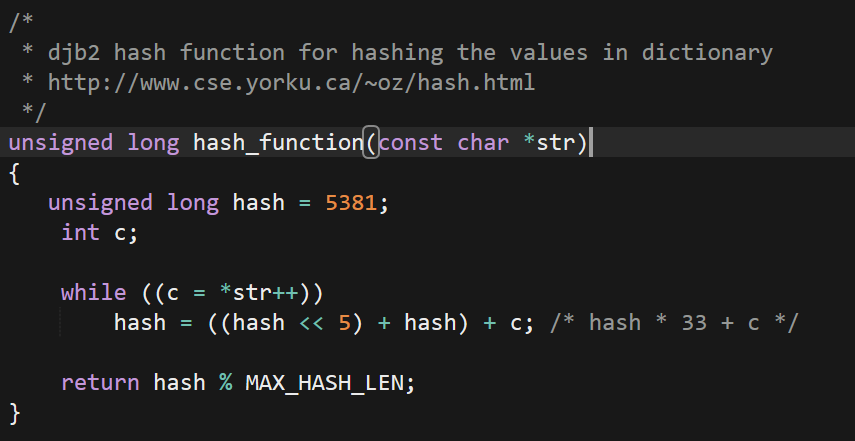 /*
 * djb2 hash function for hashing the values in dictionary
 * http://www.cse.yorku.ca/~oz/hash.html
 */
unsigned long hash_function(const char *str)
{
   unsigned long hash = 5381;
    int c;

    while ((c = *str++))
        hash = ((hash << 5) + hash) + c; /* hash * 33 + c */

    return hash % MAX_HASH_LEN;
}